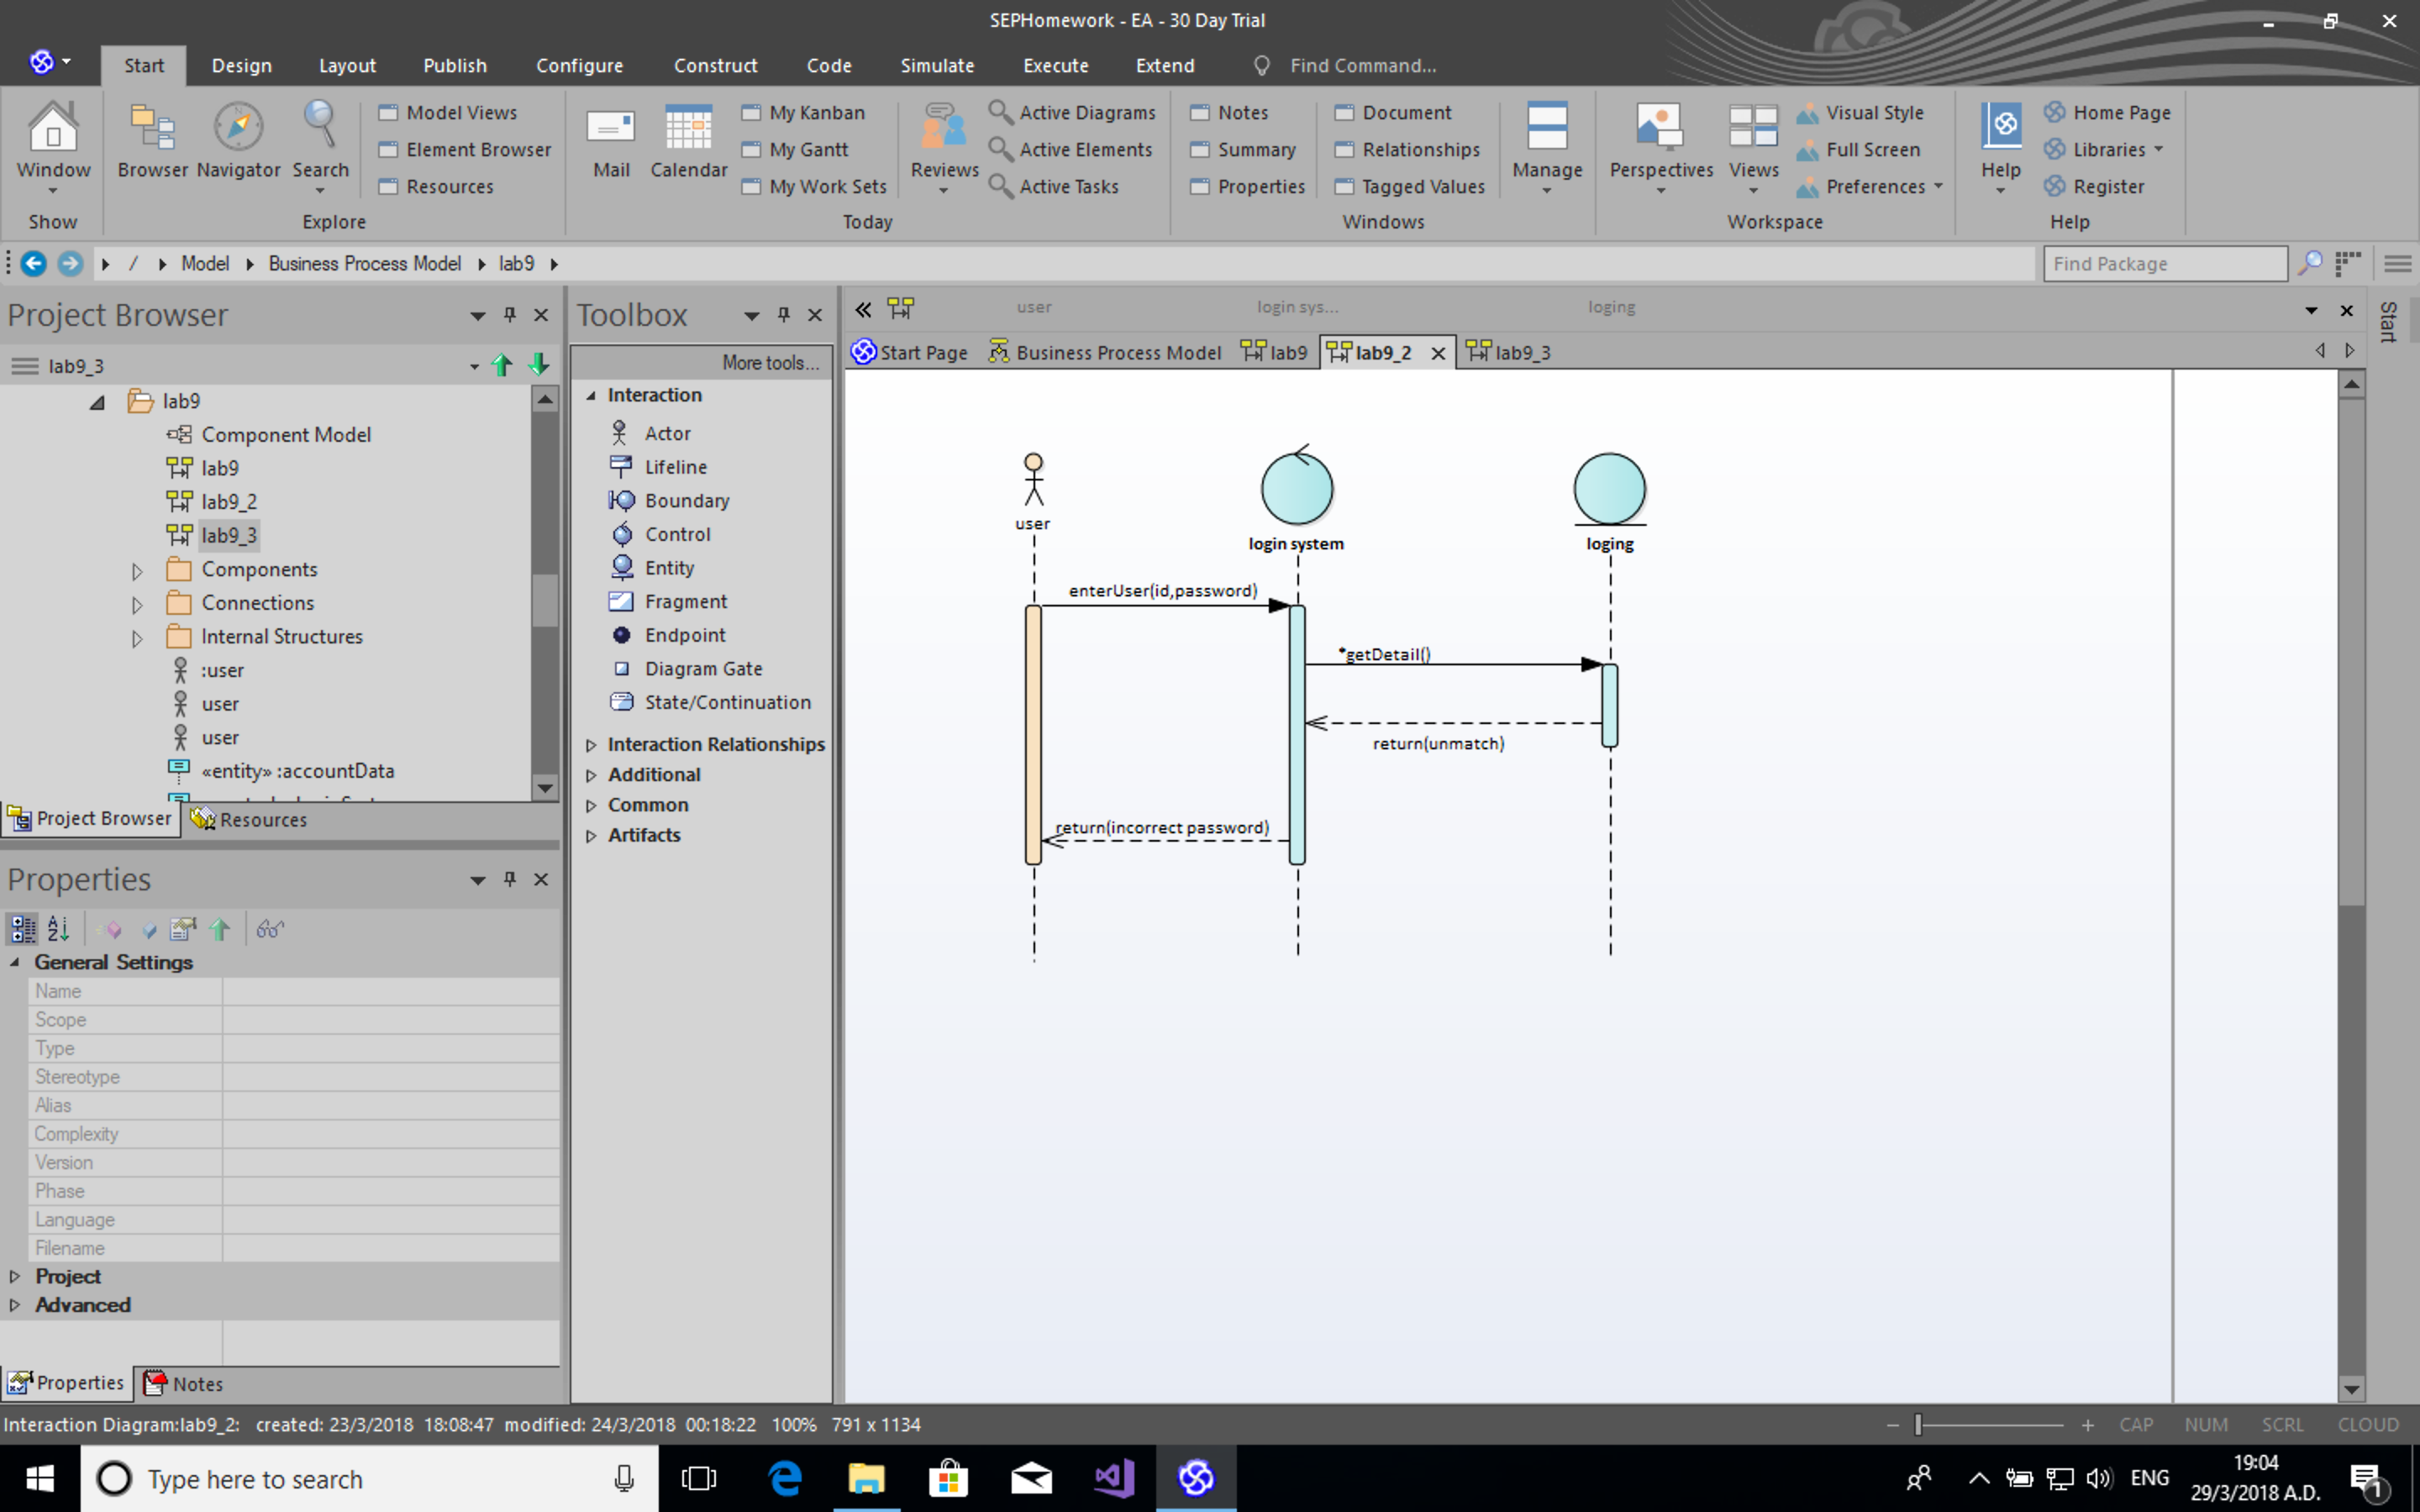 SEPHomework - EA - 30 Day Trial
Start Design Layout Publish Configure Construct Code Simulate Execute Extend Find Command...
Window
Show
Browser Navigator Search
Model Views
Element Browser
Resources
Explore
Mail Calendar
My Kanban
My Gantt
My Work Sets
Reviews
Active Diagrams
Active Elements
Active Tasks
Today
Notes
Summary
Properties
Document
Relationships
Tagged Values
Manage
Windows
Perspectives Views
Visual Style
Full Screen
Preferences
Workspace
Help
Home Page
Libraries
Register
Help
/ Model Business Process Model lab9
Find Package
Project Browser
lab9_3
lab9
Component Model
lab9
lab9_2
lab9_3
Components
Connections
Internal Structures
:user
user
user
«entity» :accountData
Project Browser Resources
Properties
General Settings
Name
Scope
Type
Stereotype
Alias
Complexity
Version
Phase
Language
Filename
Project
Advanced
Properties Notes
Toolbox
More tools...
Interaction
Actor
Lifeline
Boundary
Control
Entity
Fragment
Endpoint
Diagram Gate
State/Continuation
Interaction Relationships
Additional
Common
Artifacts
user login sys... loging
Start Page Business Process Model lab9 lab9_2 lab9_3
Start
user
login system
loging
enterUser(id,password)
*getDetail()
return(unmatch)
return(incorrect password)
Interaction Diagram:lab9_2: created: 23/3/2018 18:08:47 modified: 24/3/2018 00:18:22 100% 791 x 1134
CAP NUM SCRL CLOUD
Type here to search
ENG
19:04
29/3/2018 A.D.
1